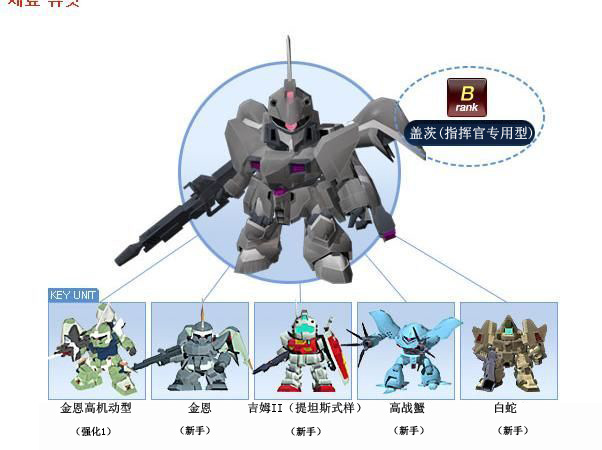 B
rank
盖茨(指挥官专用型)
KEY UNIT
金恩高机动型
金恩
吉姆II（提坦斯式样）
高战蟹
白蛇
（强化1）
（新手）
（新手）
（新手）
（新手）